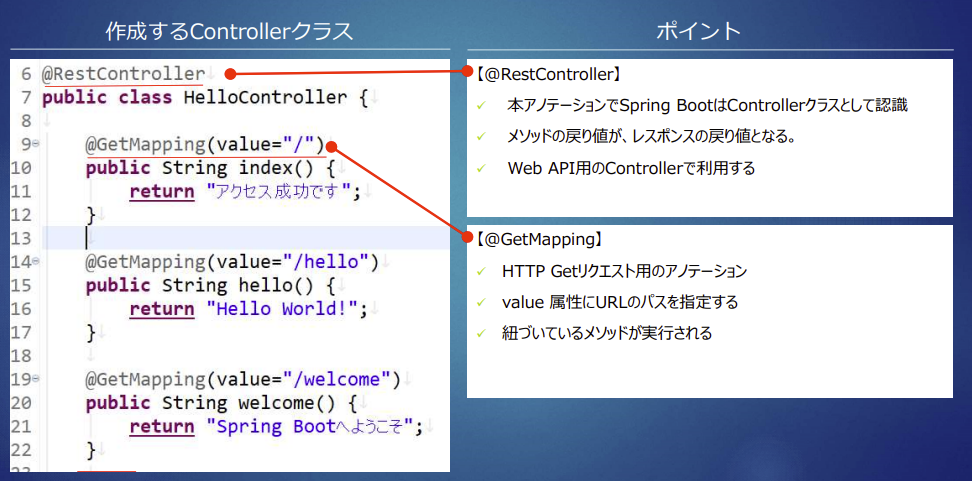 作成するControllerクラス
6 @RestController
7 public class HelloController {
8
9 @GetMapping(value="/")
10 public String index() {
11 return "アクセス成功です";
12 }
13
14 @GetMapping(value="/hello")
15 public String hello() {
16 return "Hello World!";
17 }
18
19 @GetMapping(value="/welcome")
20 public String welcome() {
21 return "Spring Bootへようこそ";
22 }
ポイント
【@RestController】
✓ 本アノテーションでSpring BootはControllerクラスとして認識
✓ メソッドの戻り値が、レスポンスの戻り値となる。
✓ Web API用のControllerで利用する
【@GetMapping】
✓ HTTP Getリクエスト用のアノテーション
✓ value 属性にURLのパスを指定する
✓ 紐づいているメソッドが実行される